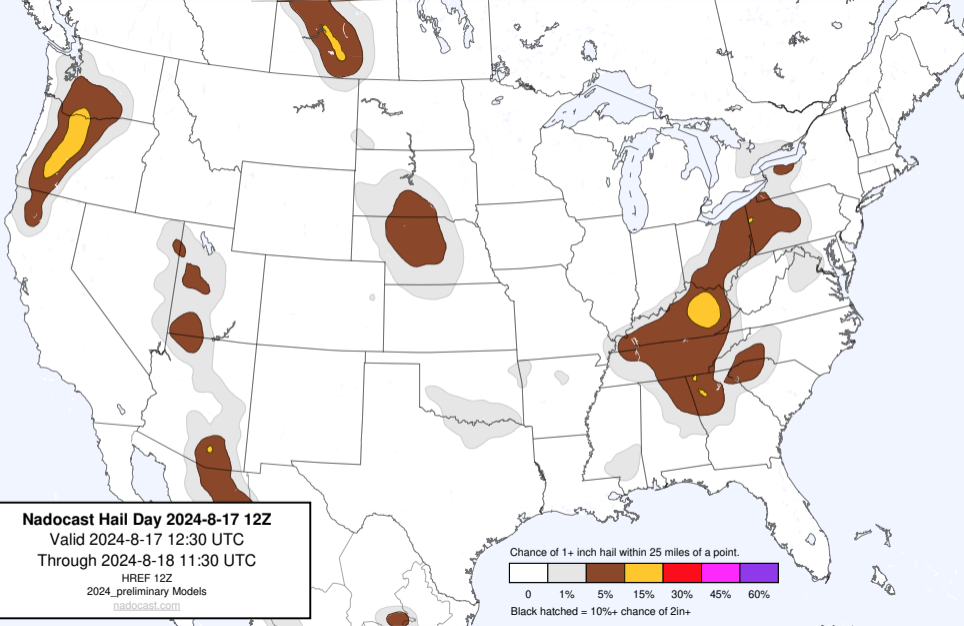 Nadocast Hail Day 2024-8-17 12Z
Valid 2024-8-17 12:30 UTC
Through 2024-8-18 11:30 UTC
HREF 12Z
2024_preliminary Models
nadocast.com
Chance of 1+ inch hail within 25 miles of a point.
0 1% 5% 15% 30% 45% 60%
Black hatched = 10%+ chance of 2in+